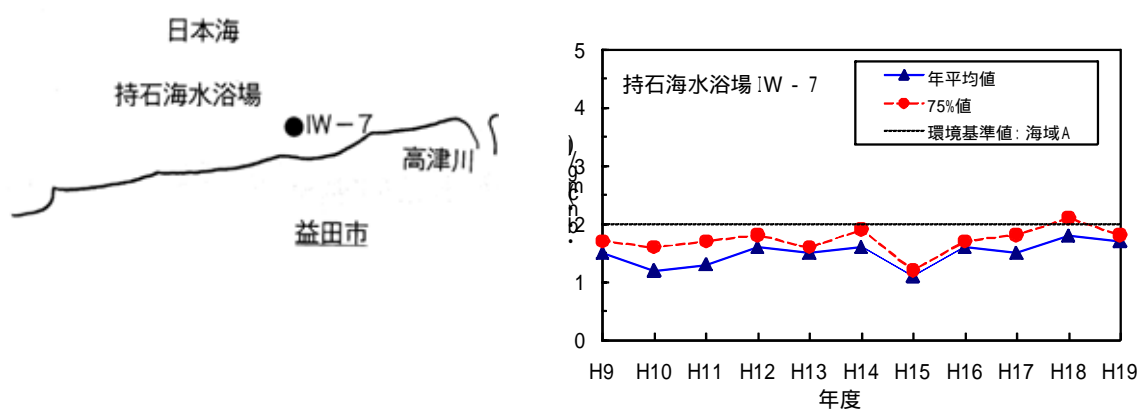 日本海
持石海水浴場
IW－7
高津川
益田市
持石海水浴場 IW - 7
年平均値
75%値
環境基準値: 海域A
5
4
3
2
1
0
H9 H10 H11 H12 H13 H14 H15 H16 H17 H18 H19
年度